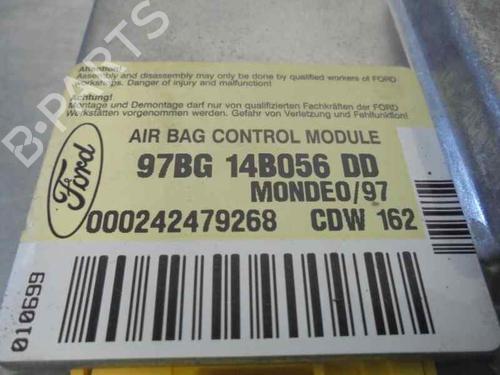 Attention!
Assembly and disassembly may only be done by qualified workers of FORD
workshops. Danger of injury and malfunction!
Achtung!
Montage und Demontage darf nur von qualifizierten Fachkräften der FORD
Werkstätten vorgenommen werden. Gefahr von Verletzung und Fehlfunktion!
AIR BAG CONTROL MODULE
Ford
97BG 14B056 DD
MONDEO/97
000242479268 CDW 162
010699
B-PARTS